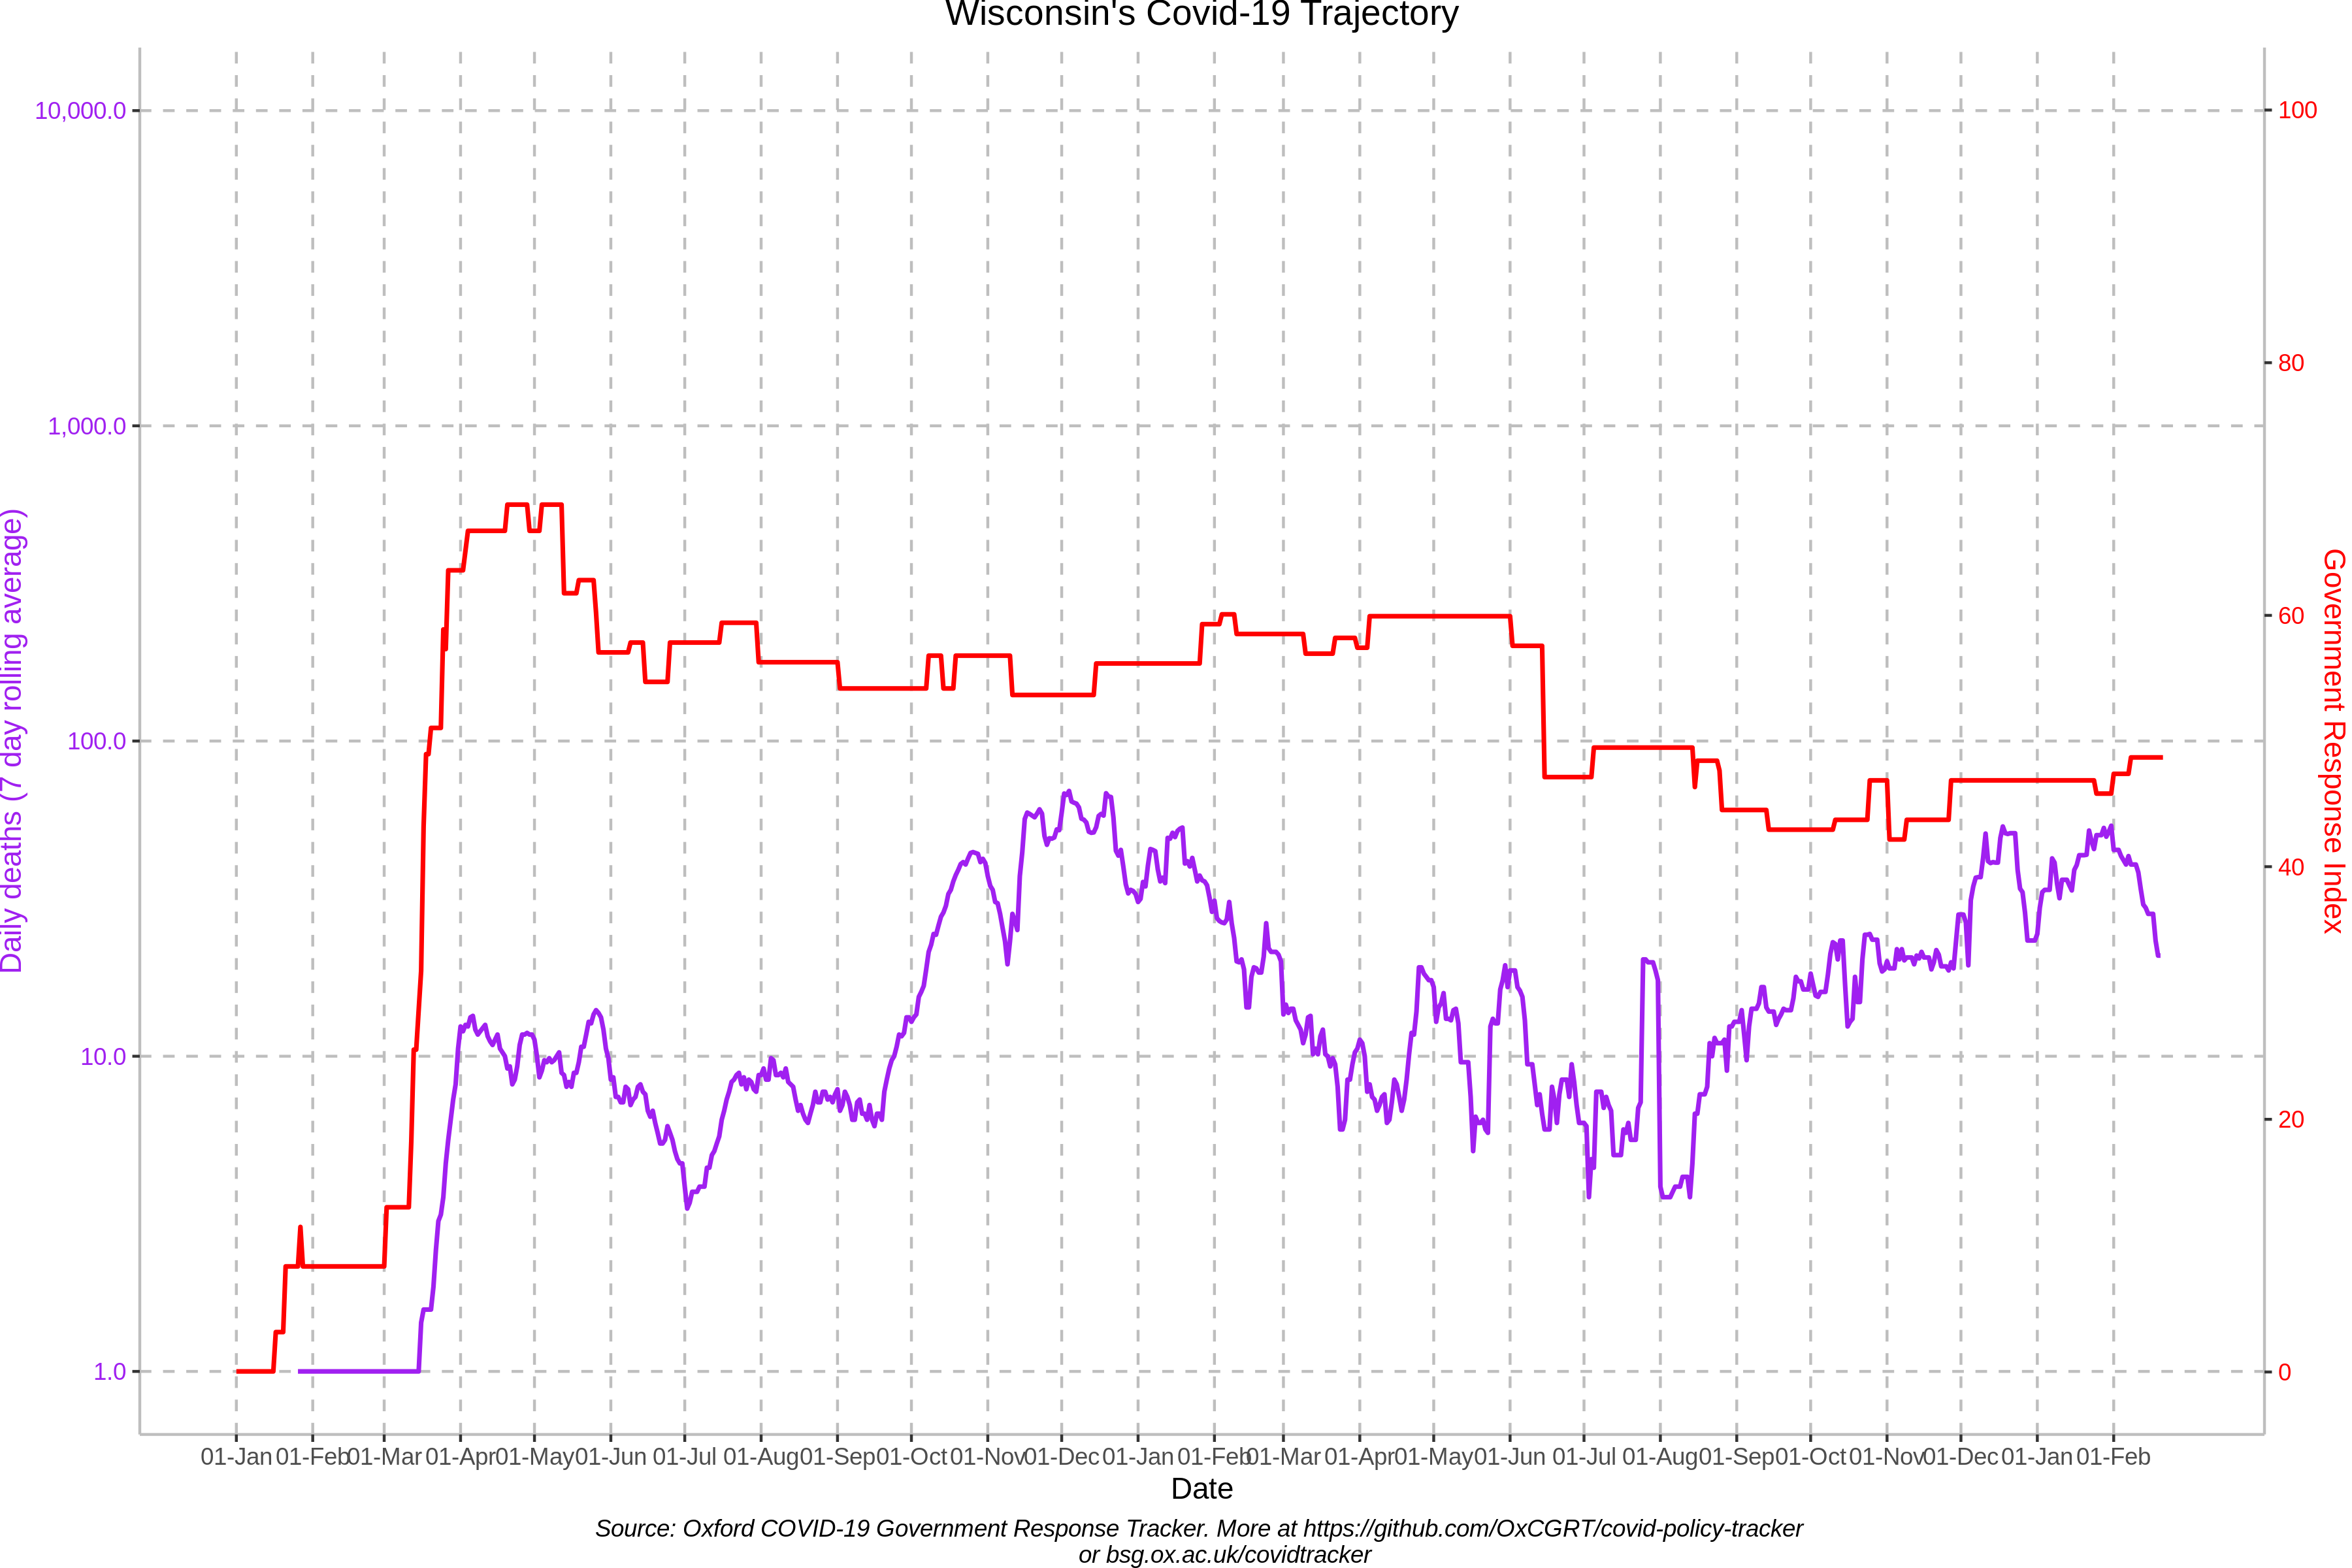 Wisconsin's Covid-19 Trajectory
10,000.0
1,000.0
100.0
10.0
1.0
Daily deaths (7 day rolling average)
100
80
60
40
20
0
Government Response Index
01-Jan 01-Feb 01-Mar 01-Apr 01-May 01-Jun 01-Jul 01-Aug 01-Sep 01-Oct 01-Nov 01-Dec 01-Jan 01-Feb 01-Mar 01-Apr 01-May 01-Jun 01-Jul 01-Aug 01-Sep 01-Oct 01-Nov 01-Dec 01-Jan 01-Feb
Date
Source: Oxford COVID-19 Government Response Tracker. More at https://github.com/OxCGRT/covid-policy-tracker
or bsg.ox.ac.uk/covidtracker